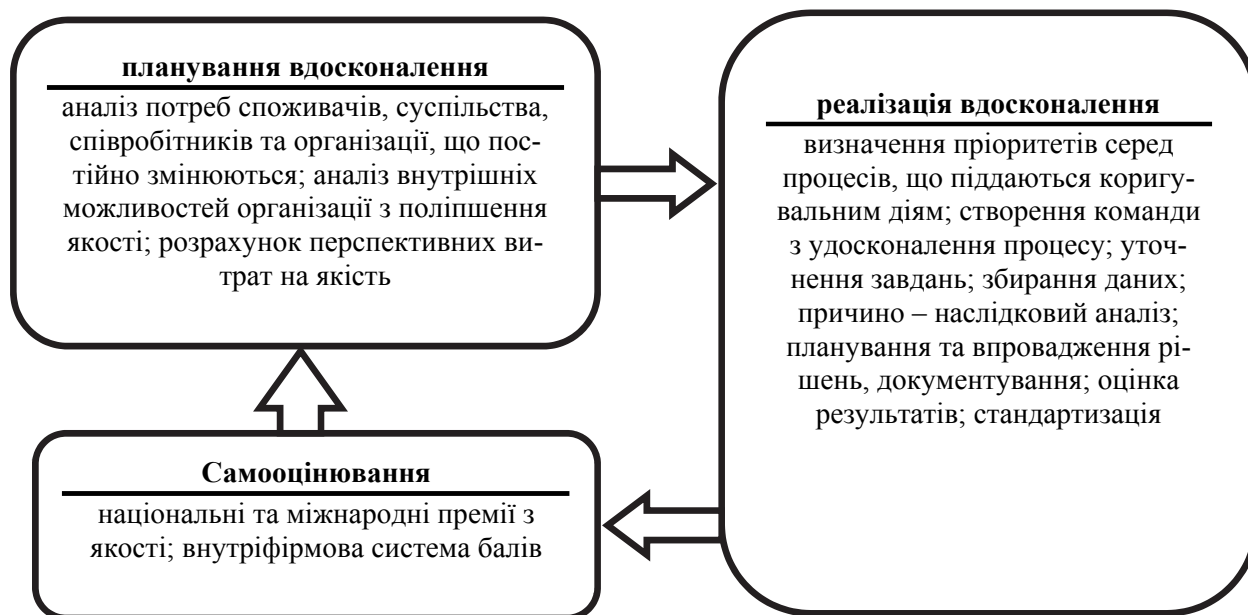 планування вдосконалення
аналіз потреб споживачів, суспільства,
співробітників та організації, що пос-
тійно змінюються; аналіз внутрішніх
можливостей організації з поліпшення
якості; розрахунок перспективних ви-
трат на якість
реалізація вдосконалення
визначення пріоритетів серед
процесів, що піддаються коригу-
вальним діям; створення команди
з удосконалення процесу; уточ-
нення завдань; збирання даних;
причино – наслідковий аналіз;
планування та впровадження рі-
шень, документування; оцінка
результатів; стандартизація
Самооцінювання
національні та міжнародні премії з
якості; внутріфірмова система балів